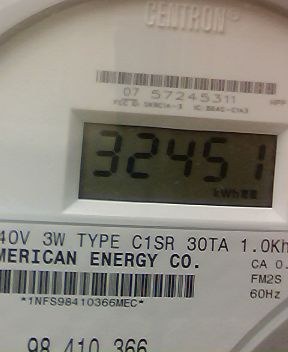 CENTRON®
07 57245311
32451
kWh
40V 3W TYPE C1SR 30TA 1.0Kh
MERICAN ENERGY CO.
CA 0.
FM2S
60Hz
*1NFS98410366MEC*
98 410 366